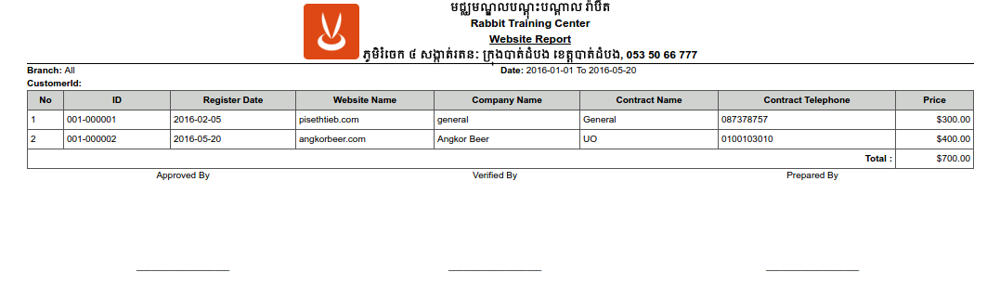 មជ្ឈមណ្ឌលបណ្តុះបណ្តាល រ៉ាប៊ីត
Rabbit Training Center
Website Report
ភូមិរំចេក ៤ សង្កាត់រតនៈ ក្រុងបាត់ដំបង ខេត្តបាត់ដំបង, 053 50 66 777
Branch: All Date: 2016-01-01 To 2016-05-20
CustomerId:
No ID Register Date Website Name Company Name Contract Name Contract Telephone Price
1 001-000001 2016-02-05 pisethtieb.com general General 087378757 $300.00
2 001-000002 2016-05-20 angkorbeer.com Angkor Beer UO 0100103010 $400.00
Total : $700.00
Approved By Verified By Prepared By